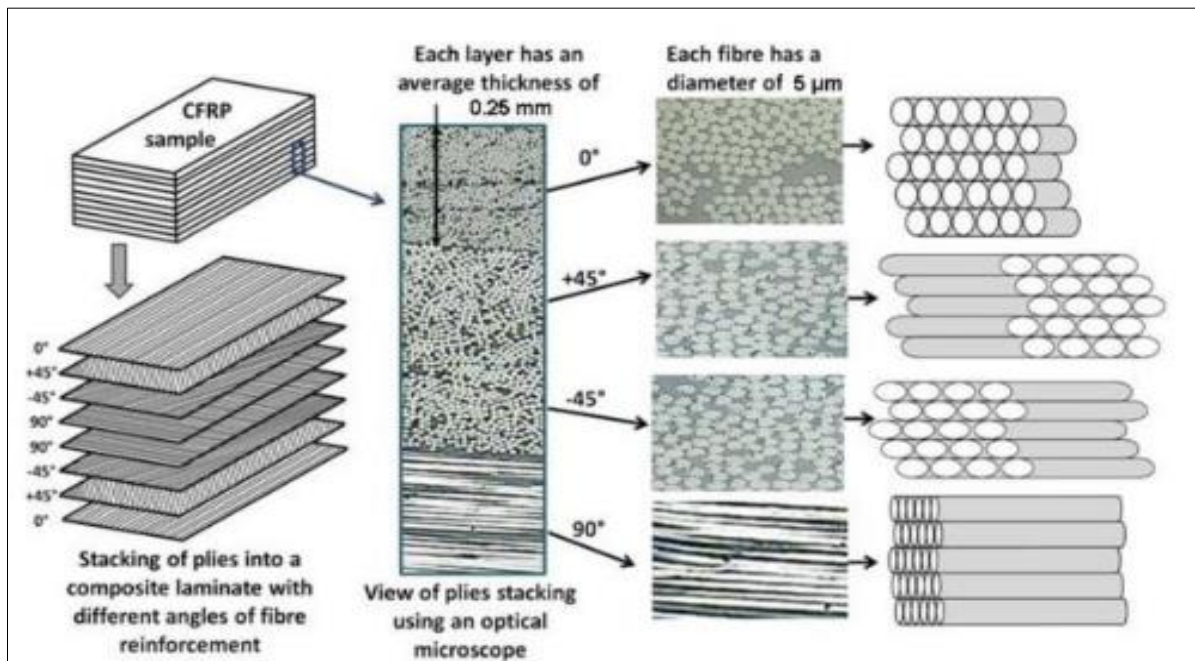 Each layer has an
average thickness of
0.25 mm
Each fibre has a
diameter of 5 µm
CFRP
sample
0°
+45°
-45°
90°
0°
+45°
-45°
90°
90°
-45°
+45°
0°
Stacking of plies into a
composite laminate with
different angles of fibre
reinforcement
View of plies stacking
using an optical
microscope